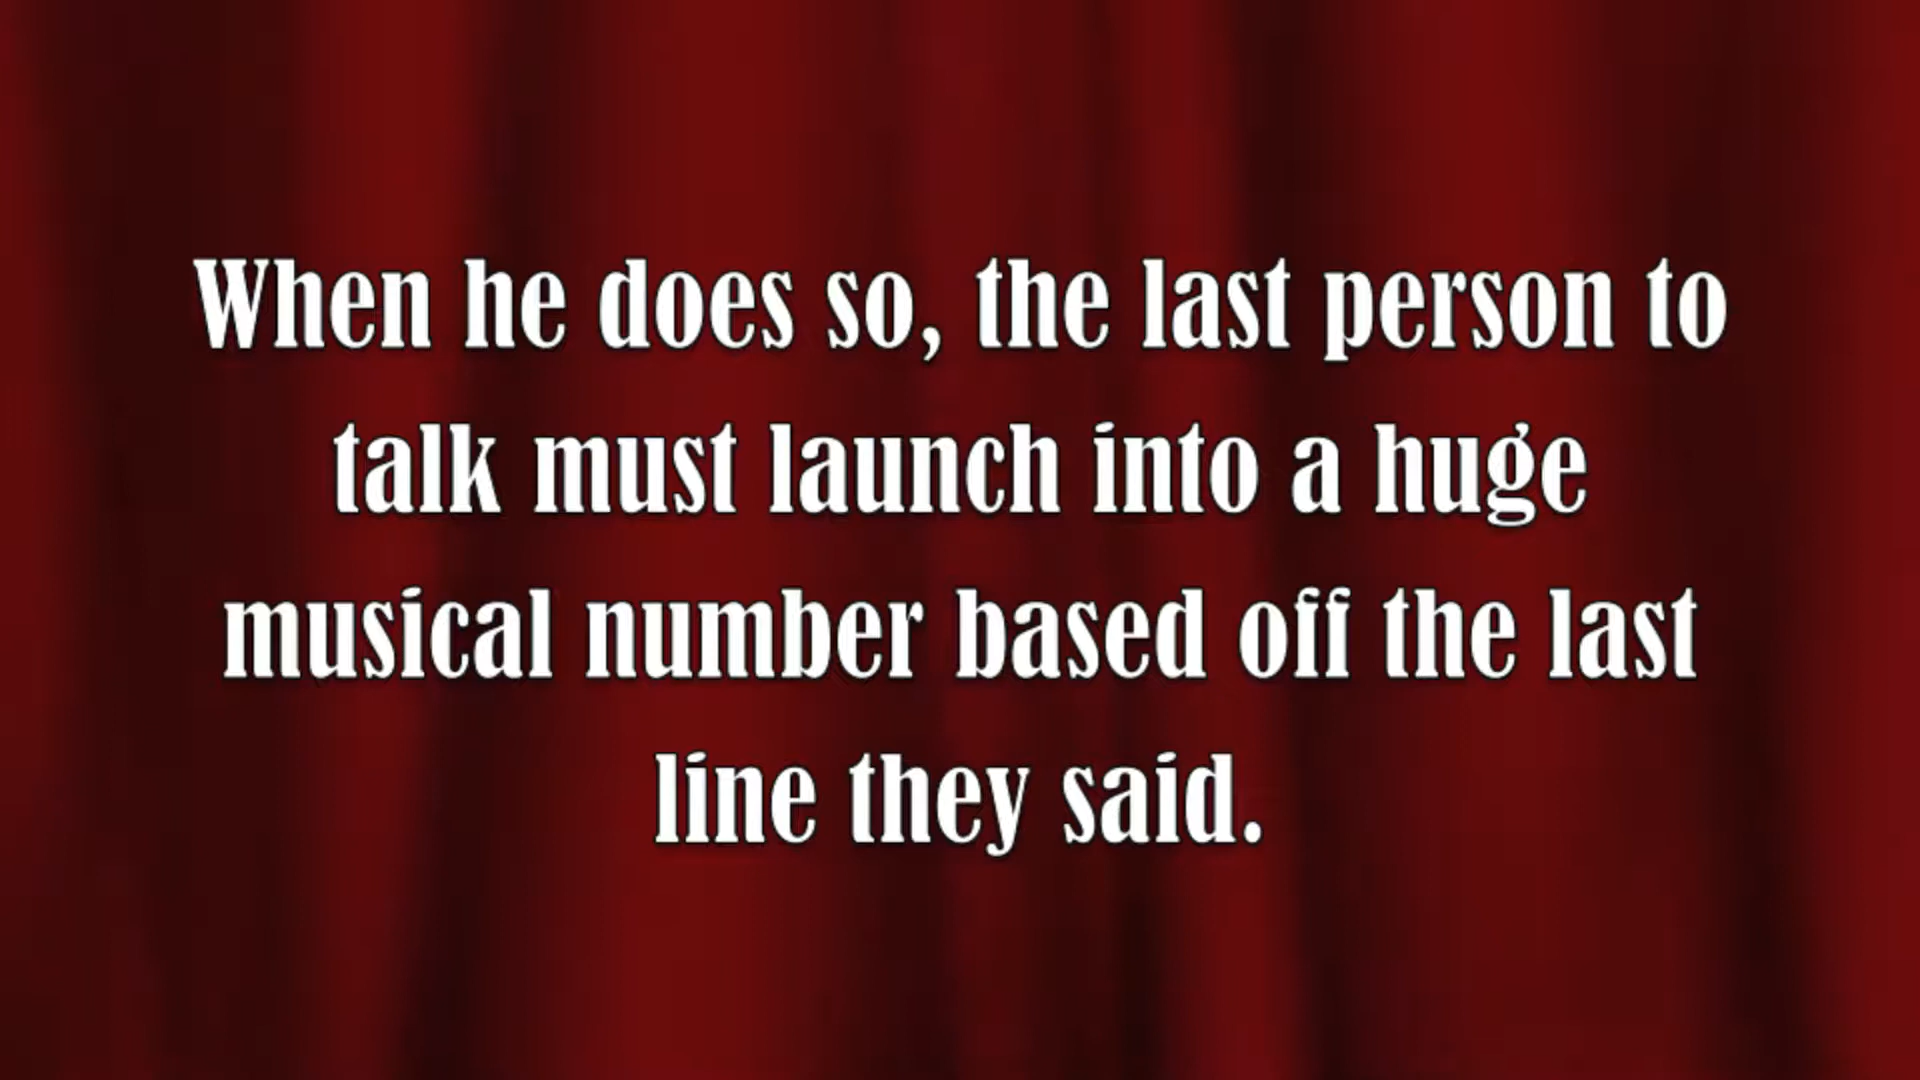 When he does so, the last person to
talk must launch into a huge
musical number based off the last
line they said.